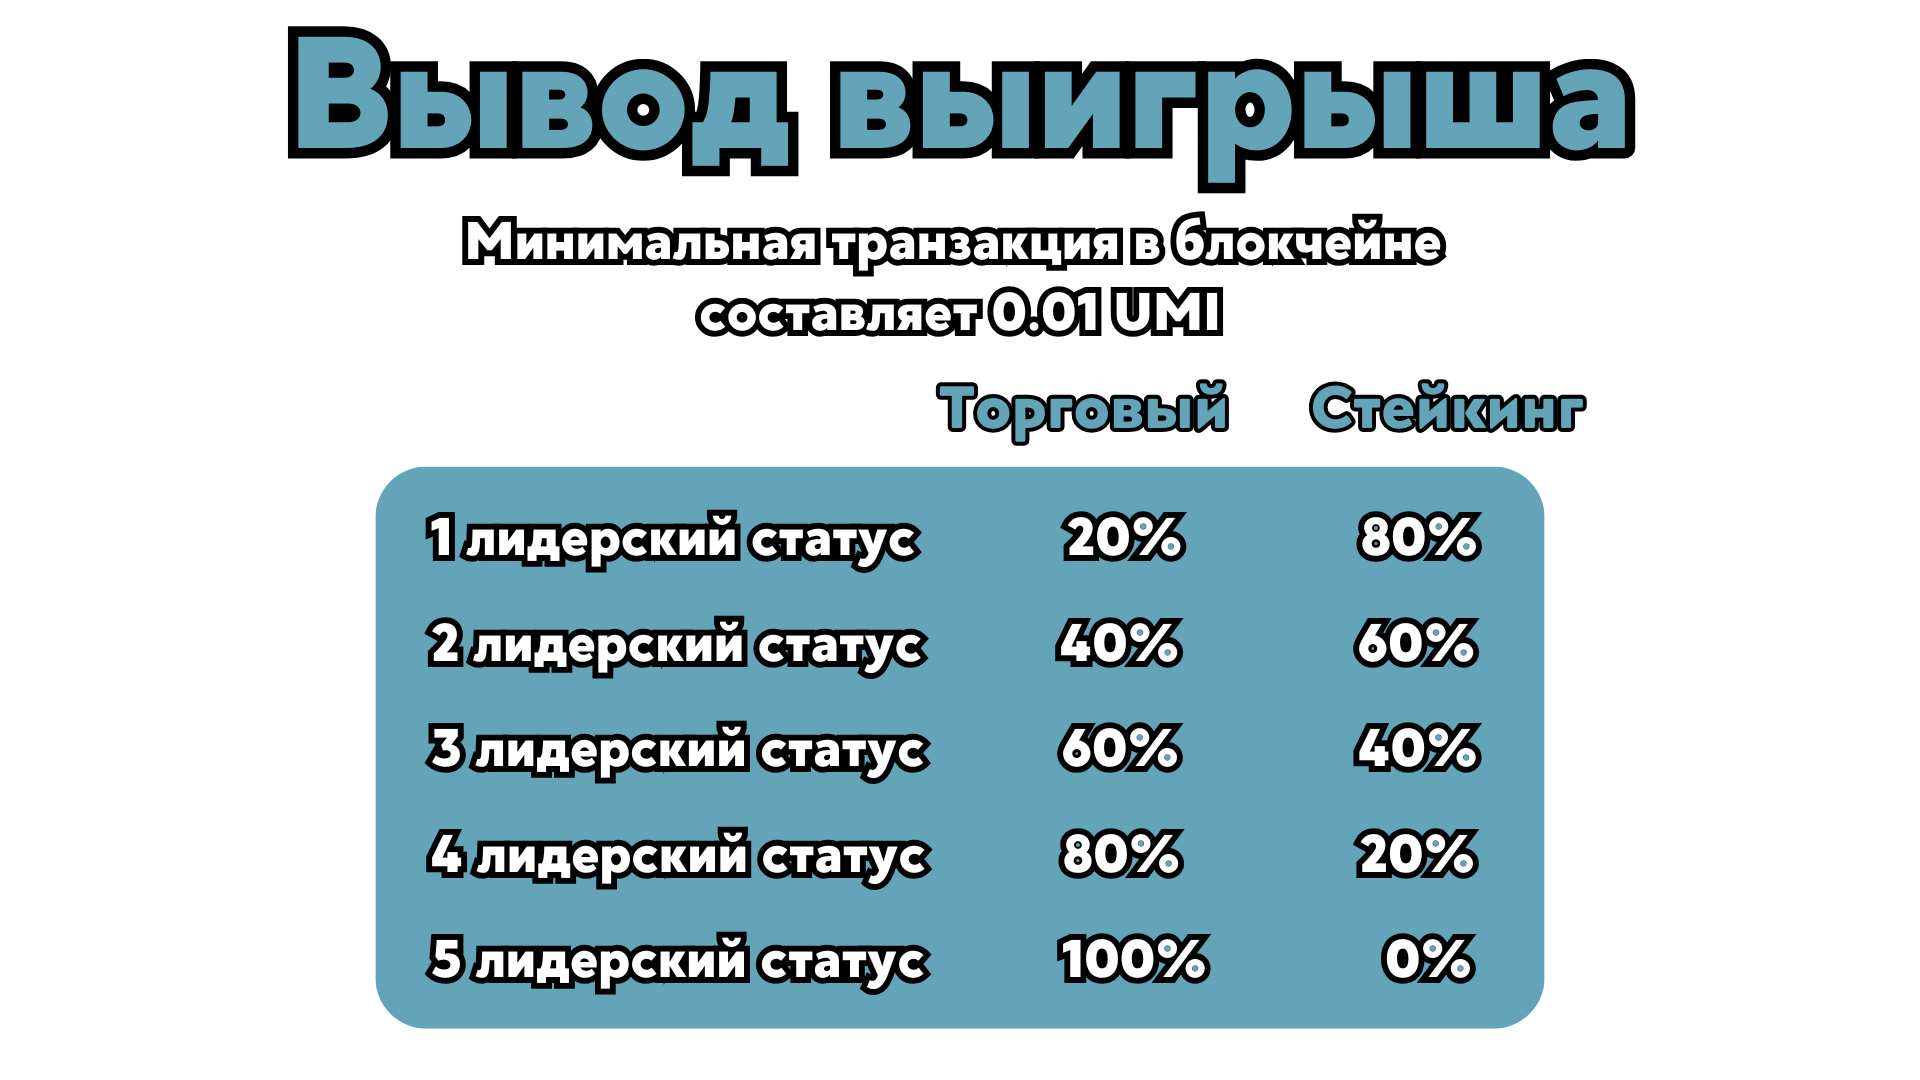 Вывод выигрыша
Минимальная транзакция в блокчейне
составляет 0.01 UMI
Торговый Стейкинг
1 лидерский статус 20% 80%
2 лидерский статус 40% 60%
3 лидерский статус 60% 40%
4 лидерский статус 80% 20%
5 лидерский статус 100% 0%